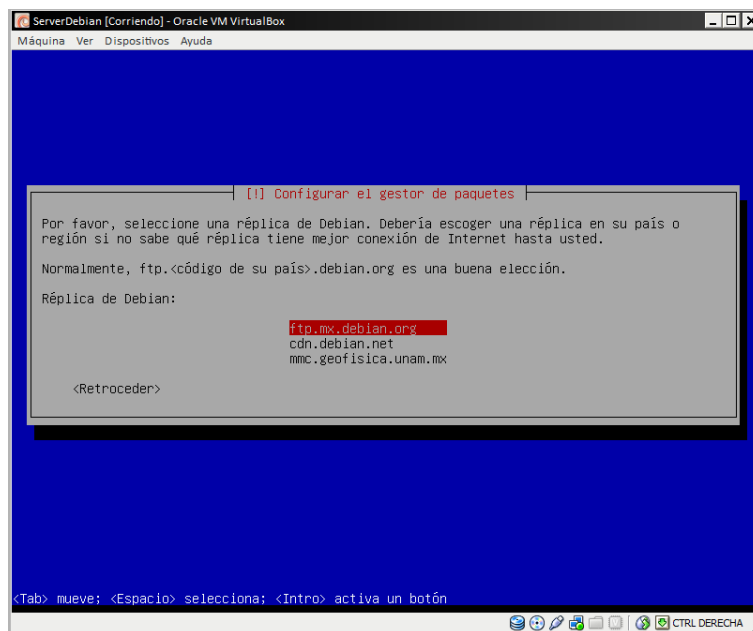 ServerDebian [Corriendo] - Oracle VM VirtualBox
Máquina Ver Dispositivos Ayuda
[!] Configurar el gestor de paquetes
Por favor, seleccione una réplica de Debian. Debería escoger una réplica en su país o
región si no sabe qué réplica tiene mejor conexión de Internet hasta usted.
Normalmente, ftp.<código de su país>.debian.org es una buena elección.
Réplica de Debian:
ftp.mx.debian.org
cdn.debian.net
mmc.geofisica.unam.mx
<Retroceder>
<Tab> mueve; <Espacio> selecciona; <Intro> activa un botón
CTRL DERECHA